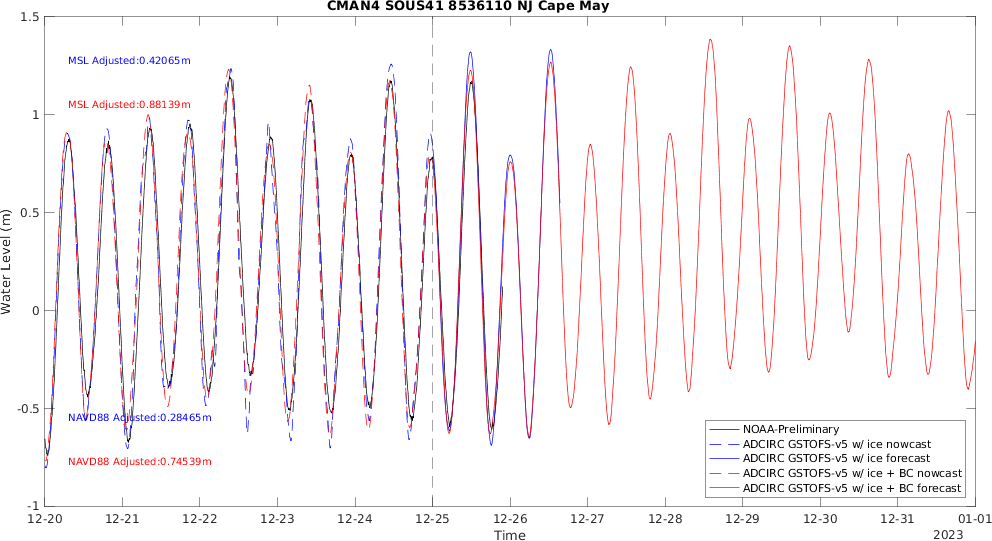 CMAN4 SOUS41 8536110 NJ Cape May
1.5
MSL Adjusted:0.42065m
MSL Adjusted:0.88139m
1
0.5
Water Level (m)
0
-0.5
NAVD88 Adjusted:0.28465m
NAVD88 Adjusted:0.74539m
-1
NOAA-Preliminary
ADCIRC GSTOFS-v5 w/ ice nowcast
ADCIRC GSTOFS-v5 w/ ice forecast
ADCIRC GSTOFS-v5 w/ ice + BC nowcast
ADCIRC GSTOFS-v5 w/ ice + BC forecast
12-20 12-21 12-22 12-23 12-24 12-25 12-26 12-27 12-28 12-29 12-30 12-31 01-01
Time
2023